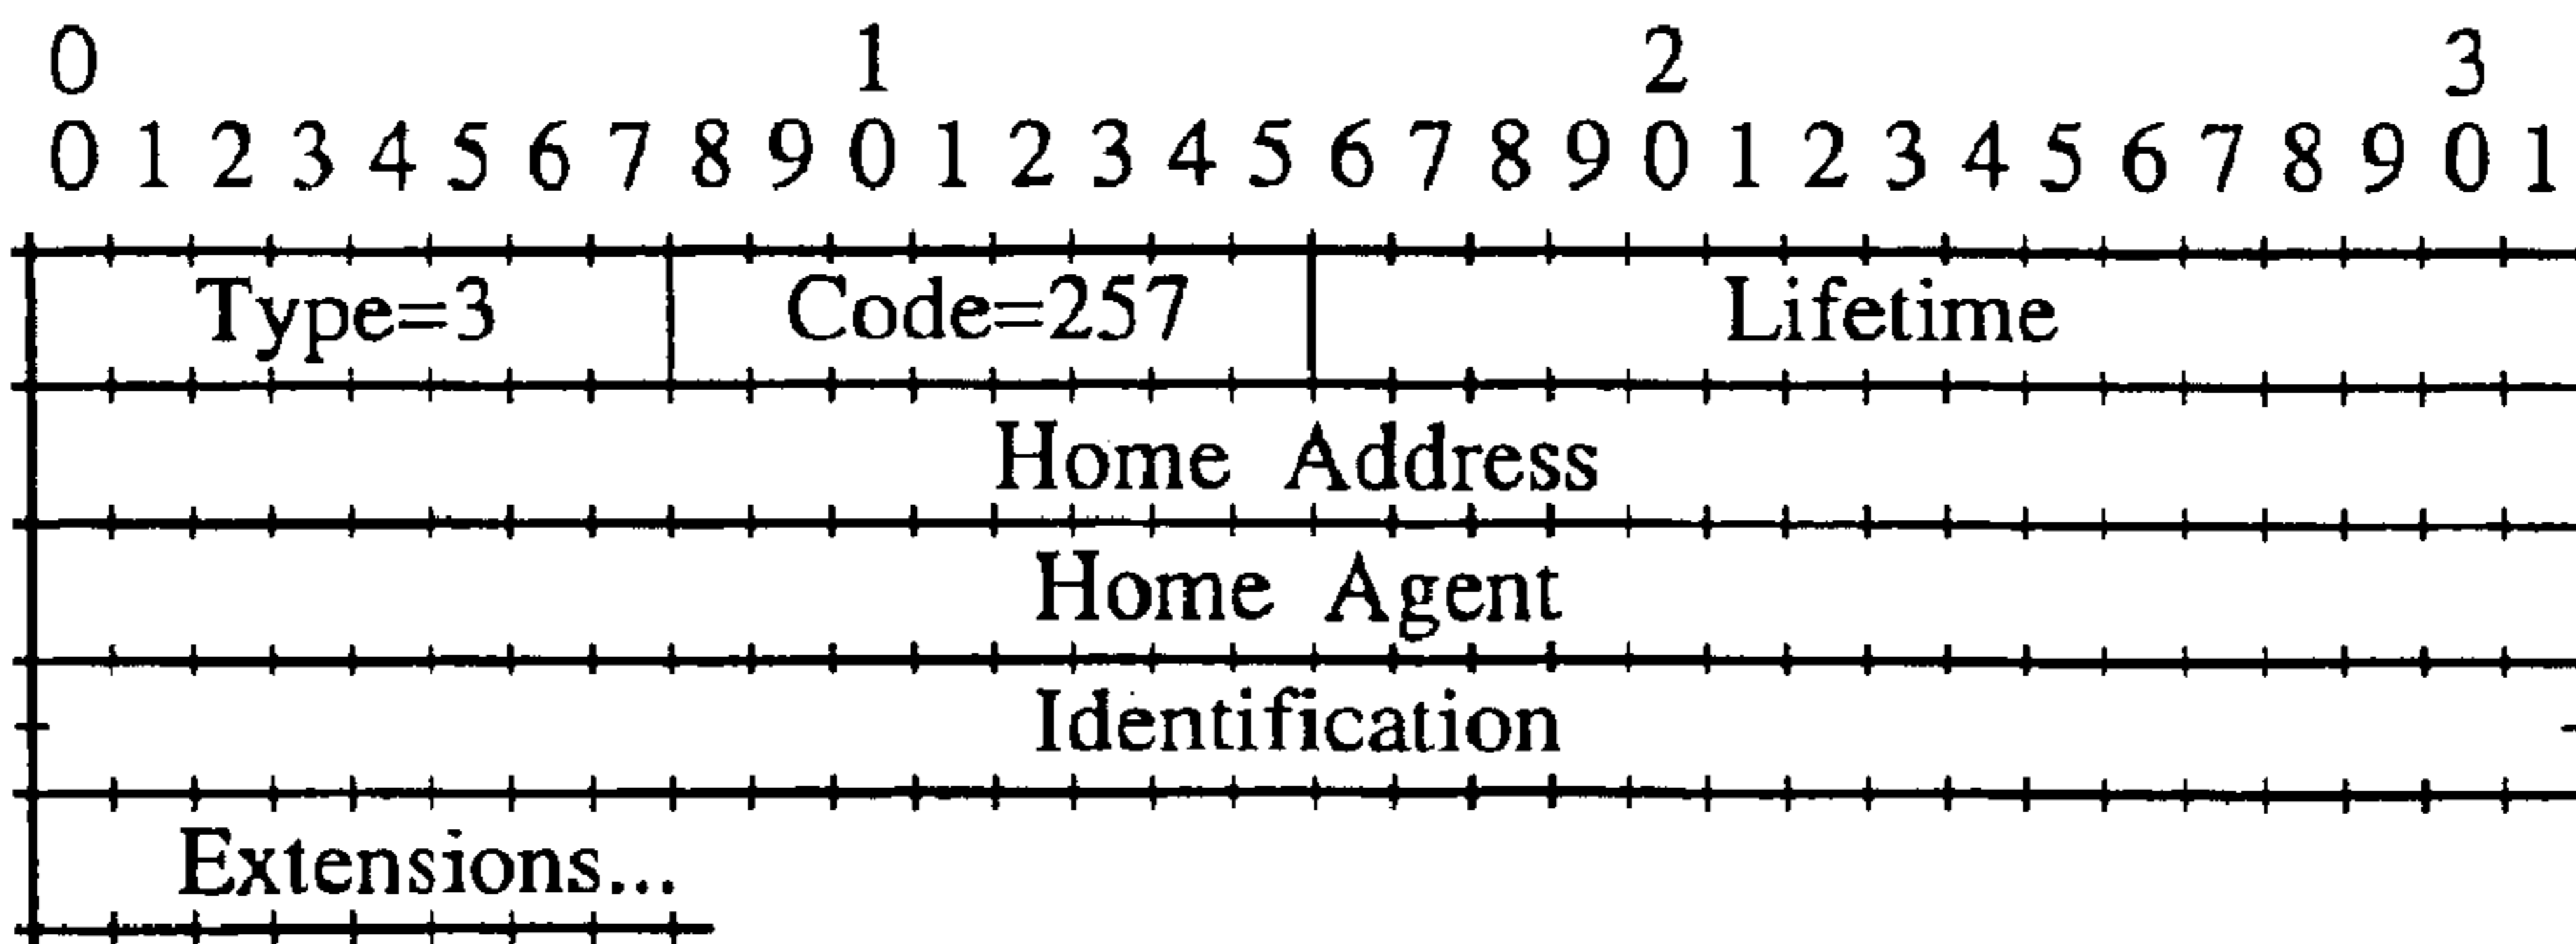 0 1 2 3
0 1 2 3 4 5 6 7 8 9 0 1 2 3 4 5 6 7 8 9 0 1 2 3 4 5 6 7 8 9 0 1
Type=3 Code=257 Lifetime
Home Address
Home Agent
Identification
Extensions...